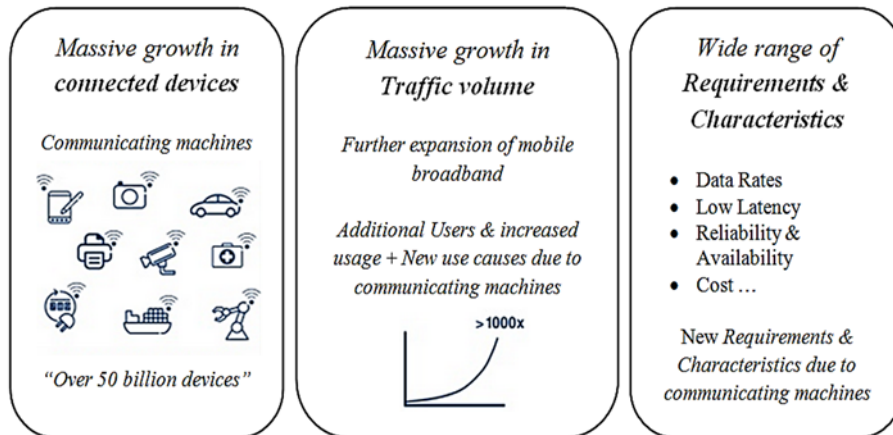 Massive growth in
connected devices
Communicating machines
“Over 50 billion devices”
Massive growth in
Traffic volume
Further expansion of mobile
broadband
Additional Users & increased
usage + New use causes due to
communicating machines
>1000x
Wide range of
Requirements &
Characteristics
• Data Rates
• Low Latency
• Reliability &
Availability
• Cost ...
New Requirements &
Characteristics due to
communicating machines